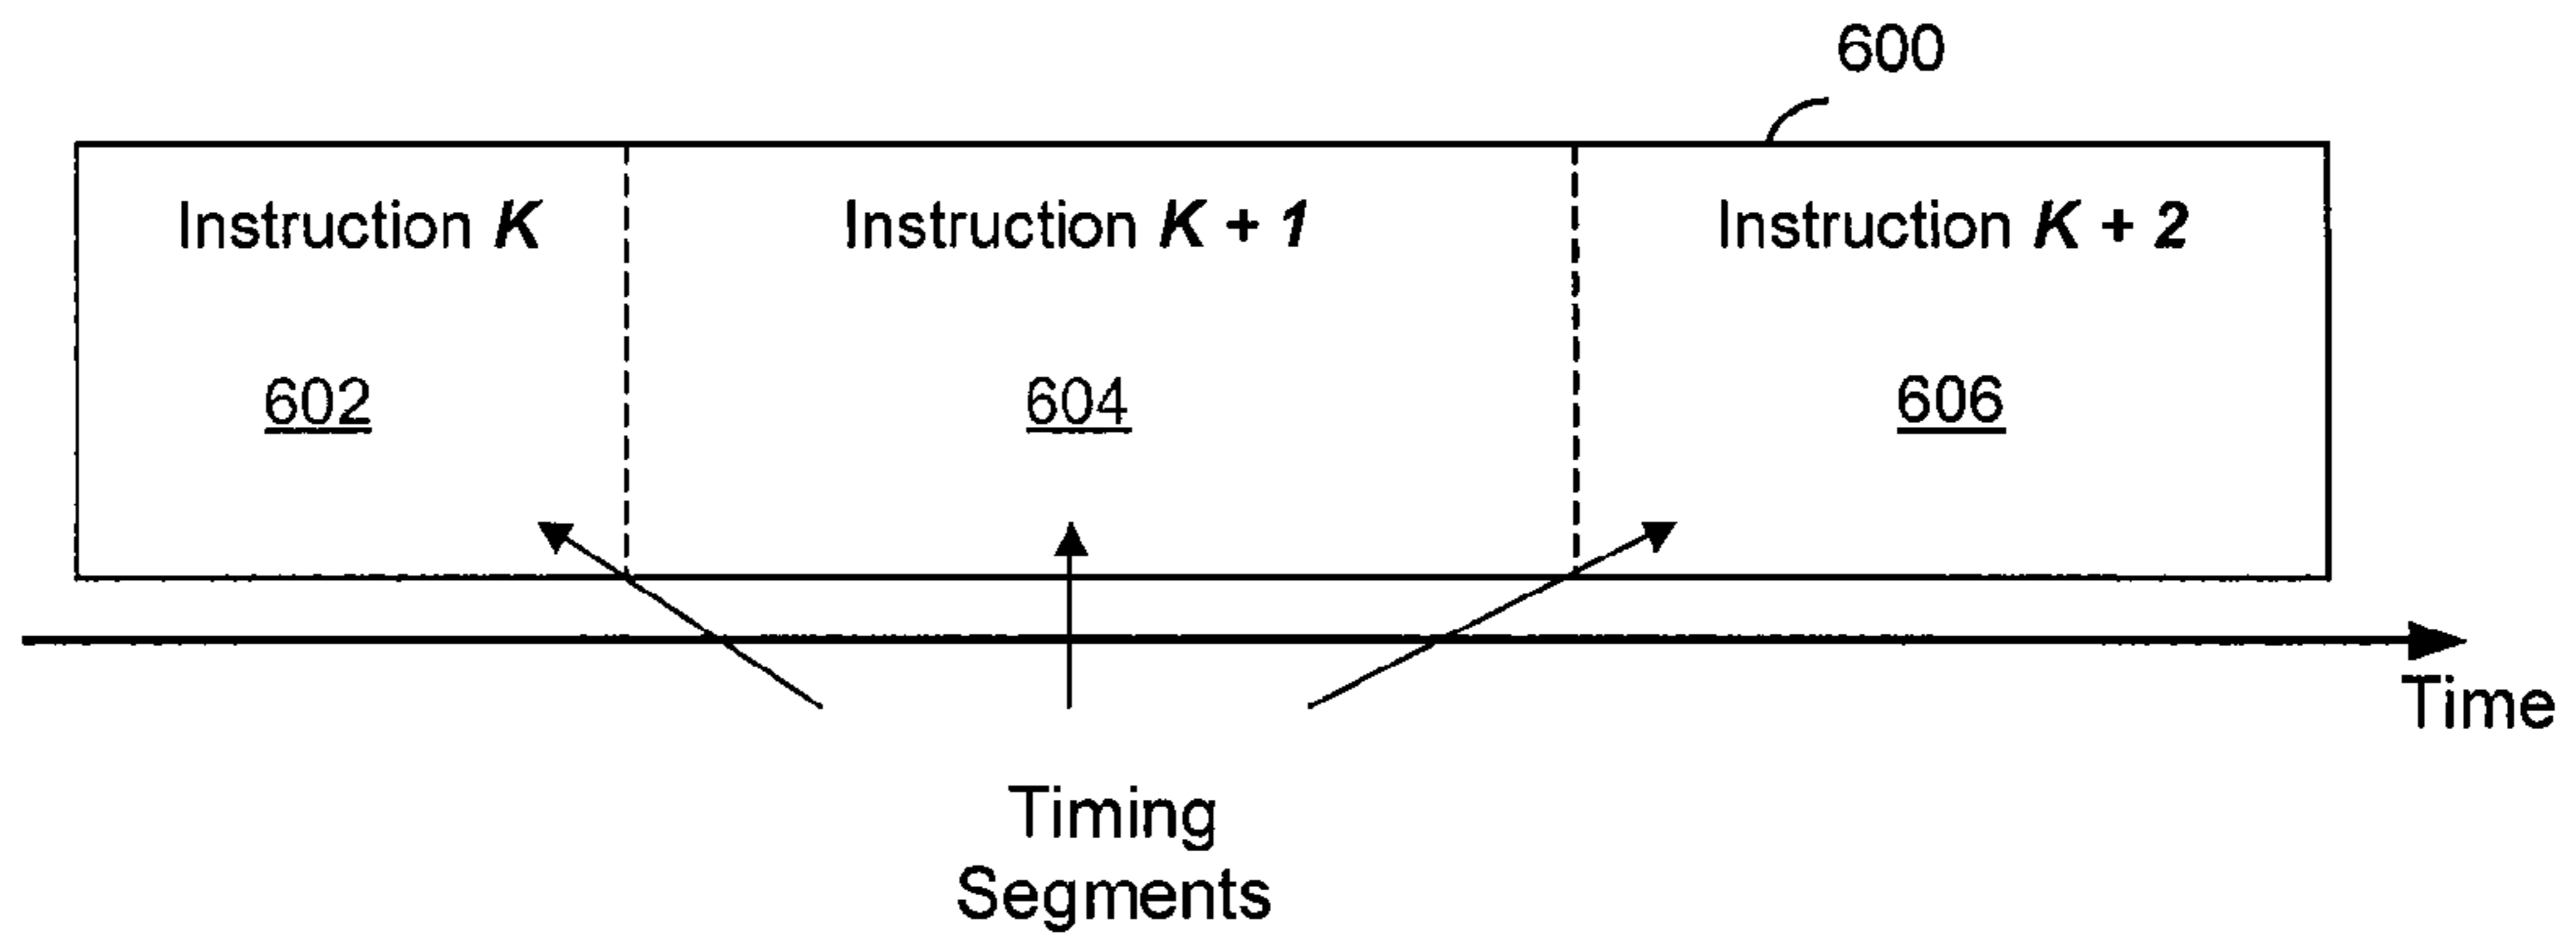 600
Instruction K
Instruction K + 1
Instruction K + 2
602
604
606
Time
Timing
Segments